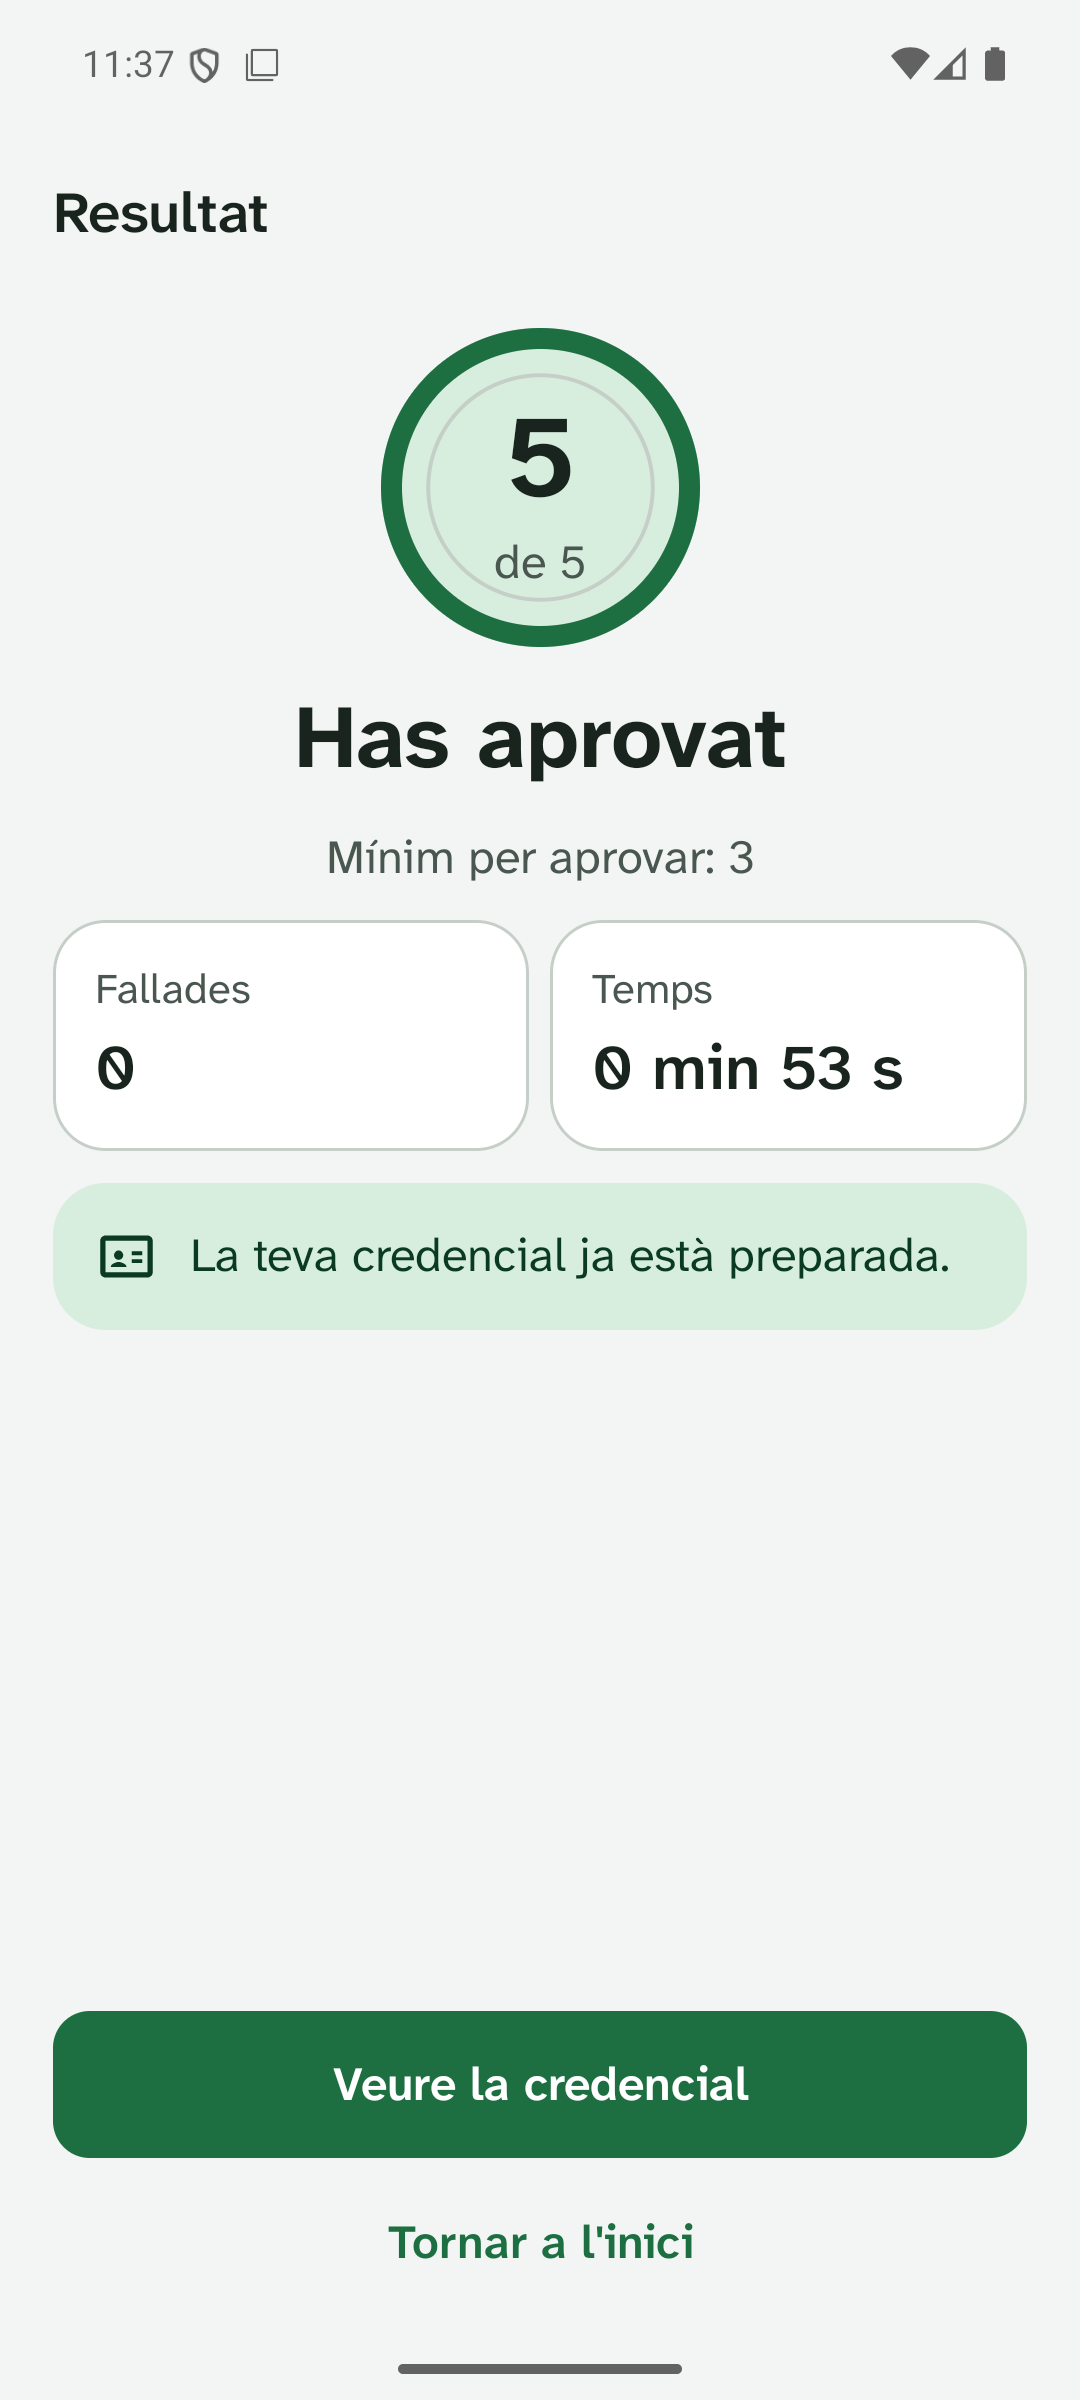 11:37
Resultat
5
de 5
Has aprovat
Mínim per aprovar: 3
Fallades
0
Temps
0 min 53 s
La teva credencial ja està preparada.
Veure la credencial
Tornar a l'inici